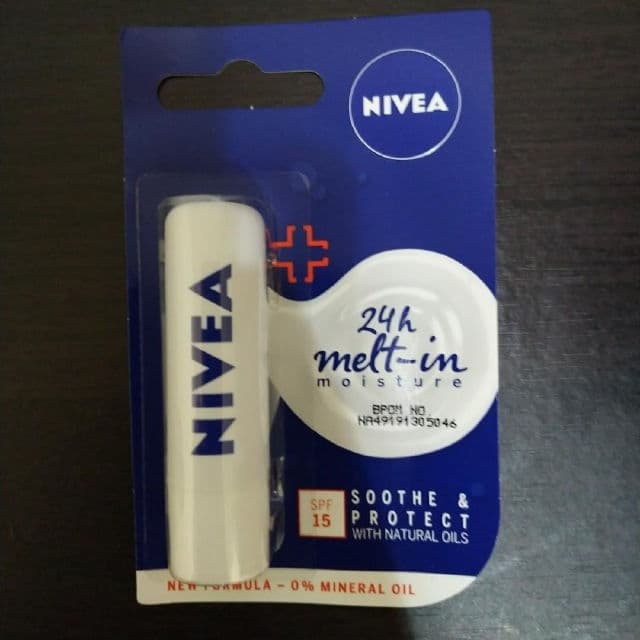 NIVEA
NIVEA
24h
melt-in
moisture
BPOM NO
NA49191305046
SPF
15
SOOTHE &
PROTECT
WITH NATURAL OILS
NEW FORMULA – 0% MINERAL OIL